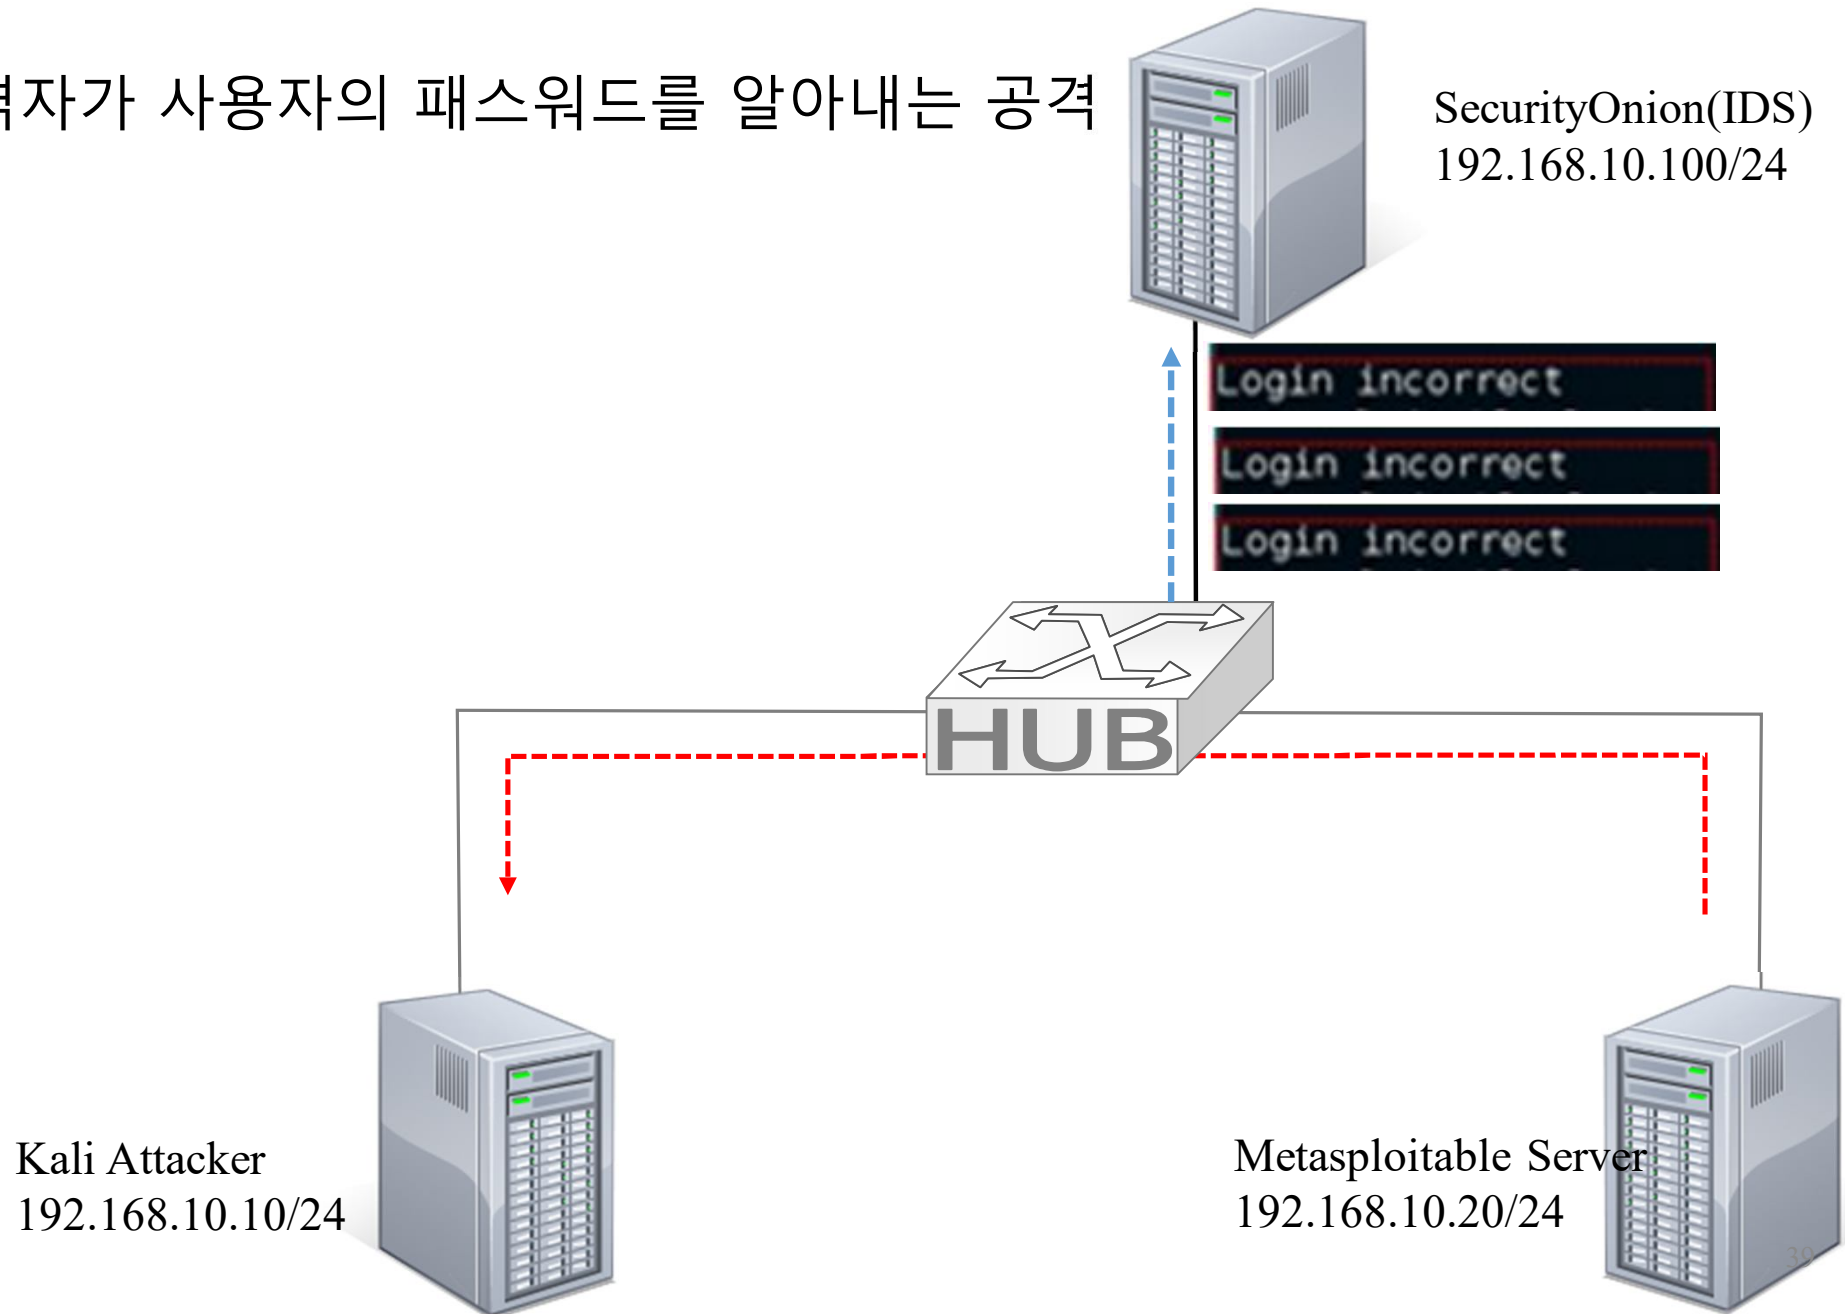 자가 사용자의 패스워드를 알아내는 공격
SecurityOnion(IDS)
192.168.10.100/24
Login incorrect
Login incorrect
Login incorrect
HUB
Kali Attacker
192.168.10.10/24
Metasploitable Server
192.168.10.20/24
39